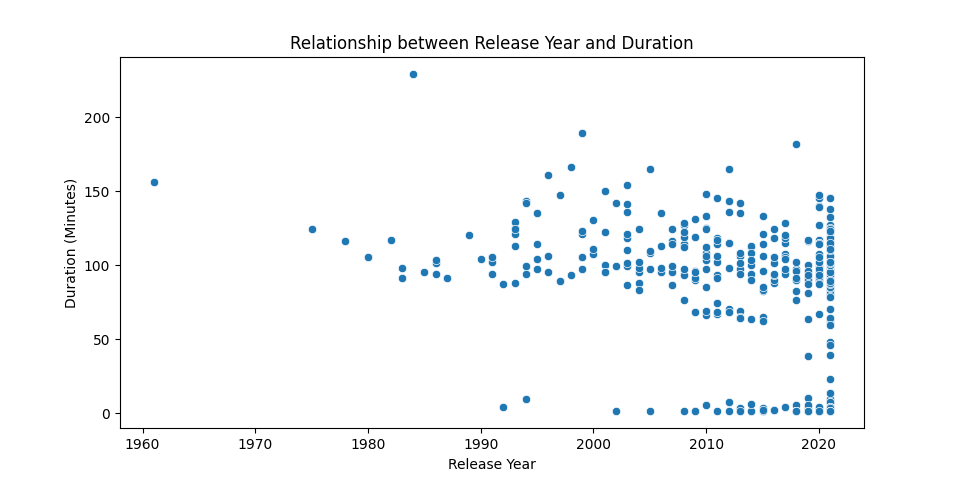 Relationship between Release Year and Duration
200
150
100
50
0
Duration (Minutes)
1960 1970 1980 1990 2000 2010 2020
Release Year